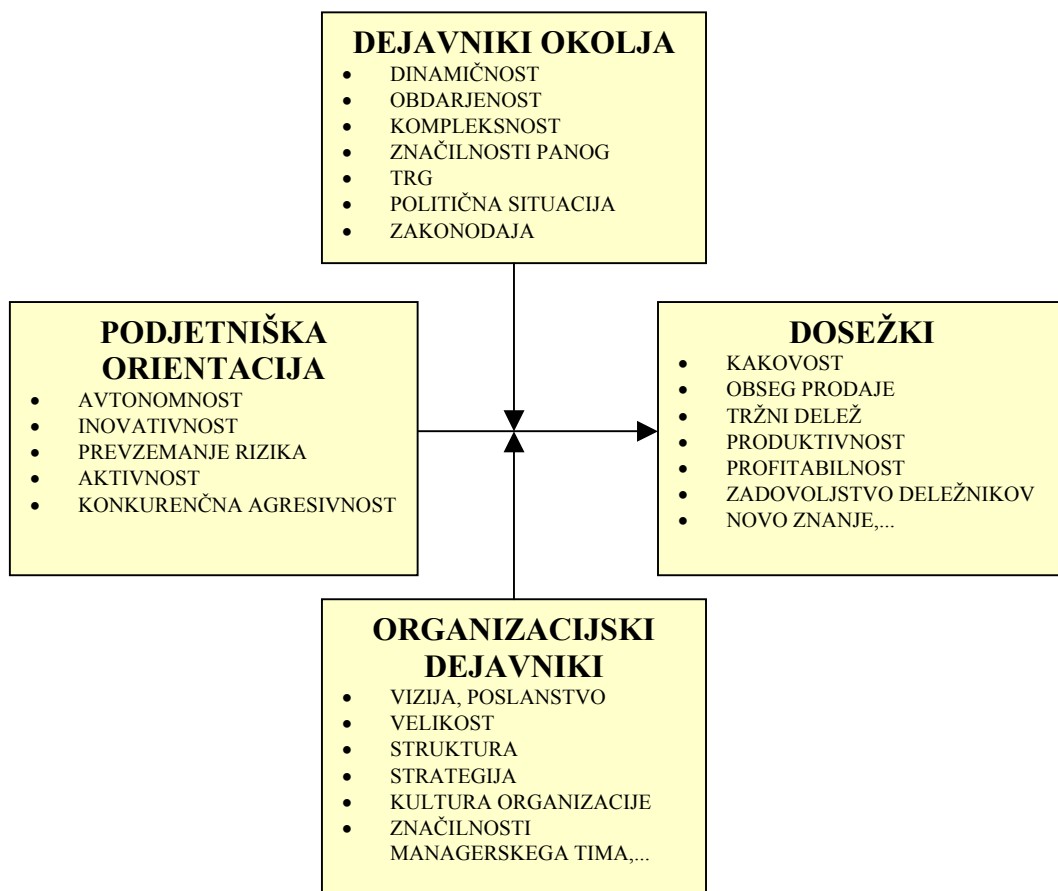 DEJAVNIKI OKOLJA
• DINAMIČNOST
• OBDARJENOST
• KOMPLEKSNOST
• ZNAČILNOSTI PANOG
• TRG
• POLITIČNA SITUACIJA
• ZAKONODAJA
PODJETNIŠKA
ORIENTACIJA
• AVTONOMNOST
• INOVATIVNOST
• PREVZEMANJE RIZIKA
• AKTIVNOST
• KONKURENČNA AGRESIVNOST
DOSEŽKI
• KAKOVOST
• OBSEG PRODAJE
• TRŽNI DELEŽ
• PRODUKTIVNOST
• PROFITABILNOST
• ZADOVOLJSTVO DELEŽNIKOV
• NOVO ZNANJE,...
ORGANIZACIJSKI
DEJAVNIKI
• VIZIJA, POSLANSTVO
• VELIKOST
• STRUKTURA
• STRATEGIJA
• KULTURA ORGANIZACIJE
• ZNAČILNOSTI
MANAGERSKEGA TIMA,...